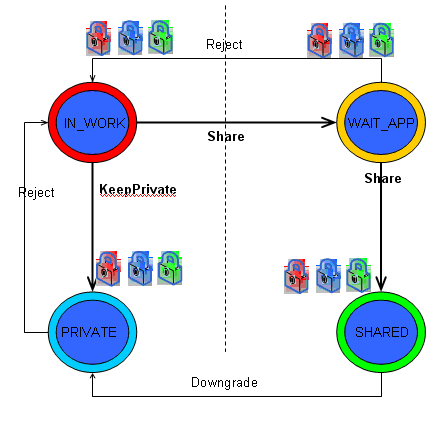 Reject
IN_WORK
WAIT_APP
Share
Share
KeepPrivate
Reject
PRIVATE
SHARED
Downgrade